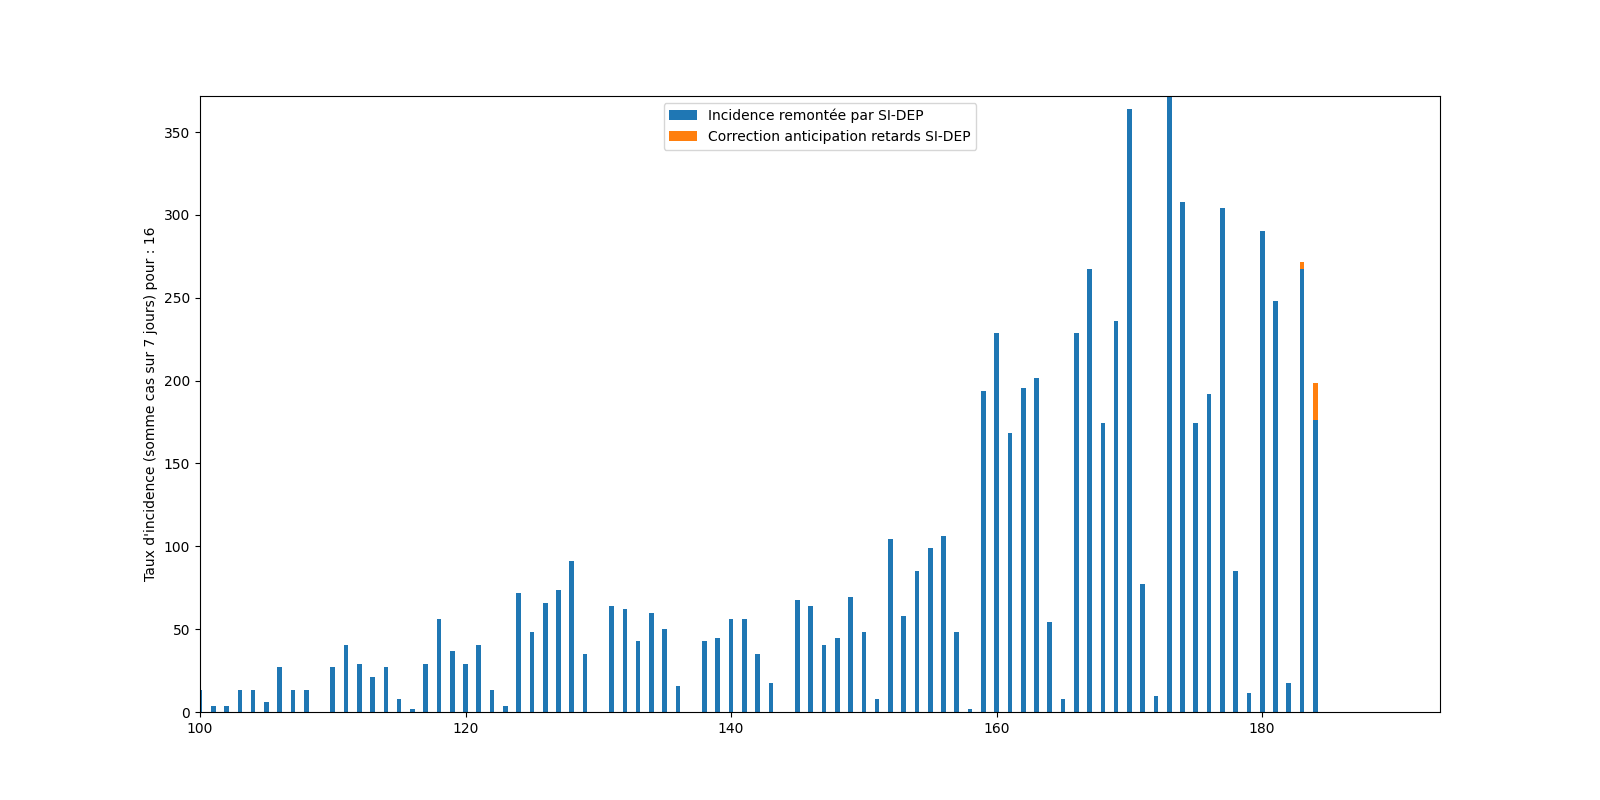 Incidence remontée par SI-DEP
Correction anticipation retards SI-DEP
Taux d'incidence (somme cas sur 7 jours) pour : 16
350
300
250
200
150
100
50
0
100 120 140 160 180